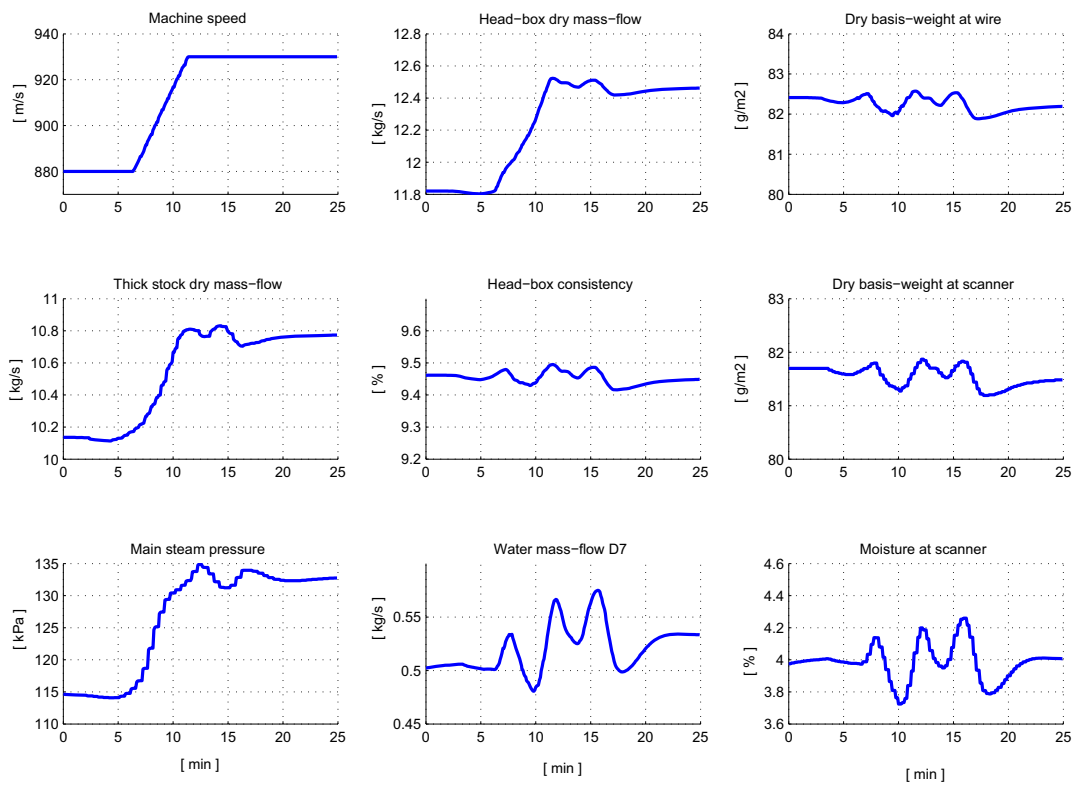 Machine speed
[ m/s ]
940
920
900
880
0 5 10 15 20 25
Head−box dry mass−flow
[ kg/s ]
12.8
12.6
12.4
12.2
12
11.8
0 5 10 15 20 25
Dry basis−weight at wire
[ g/m2 ]
84
83
82
81
80
0 5 10 15 20 25
Thick stock dry mass−flow
[ kg/s ]
11
10.8
10.6
10.4
10.2
10
0 5 10 15 20 25
Head−box consistency
[ % ]
9.6
9.5
9.4
9.3
9.2
0 5 10 15 20 25
Dry basis−weight at scanner
[ g/m2 ]
83
82
81
80
0 5 10 15 20 25
Main steam pressure
[ kPa ]
135
130
125
120
115
110
0 5 10 15 20 25
[ min ]
Water mass−flow D7
[ kg/s ]
0.55
0.5
0.45
0 5 10 15 20 25
[ min ]
Moisture at scanner
[ % ]
4.6
4.4
4.2
4
3.8
3.6
0 5 10 15 20 25
[ min ]